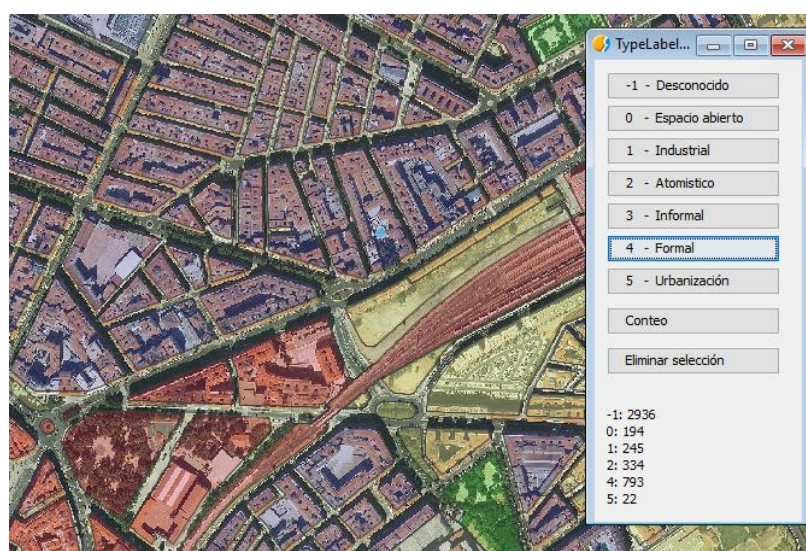 TypeLabel...
-1 - Desconocido
0 - Espacio abierto
1 - Industrial
2 - Atomistico
3 - Informal
4 - Formal
5 - Urbanización
Conteo
Eliminar selección
-1: 2936
0: 194
1: 245
2: 334
4: 793
5: 22